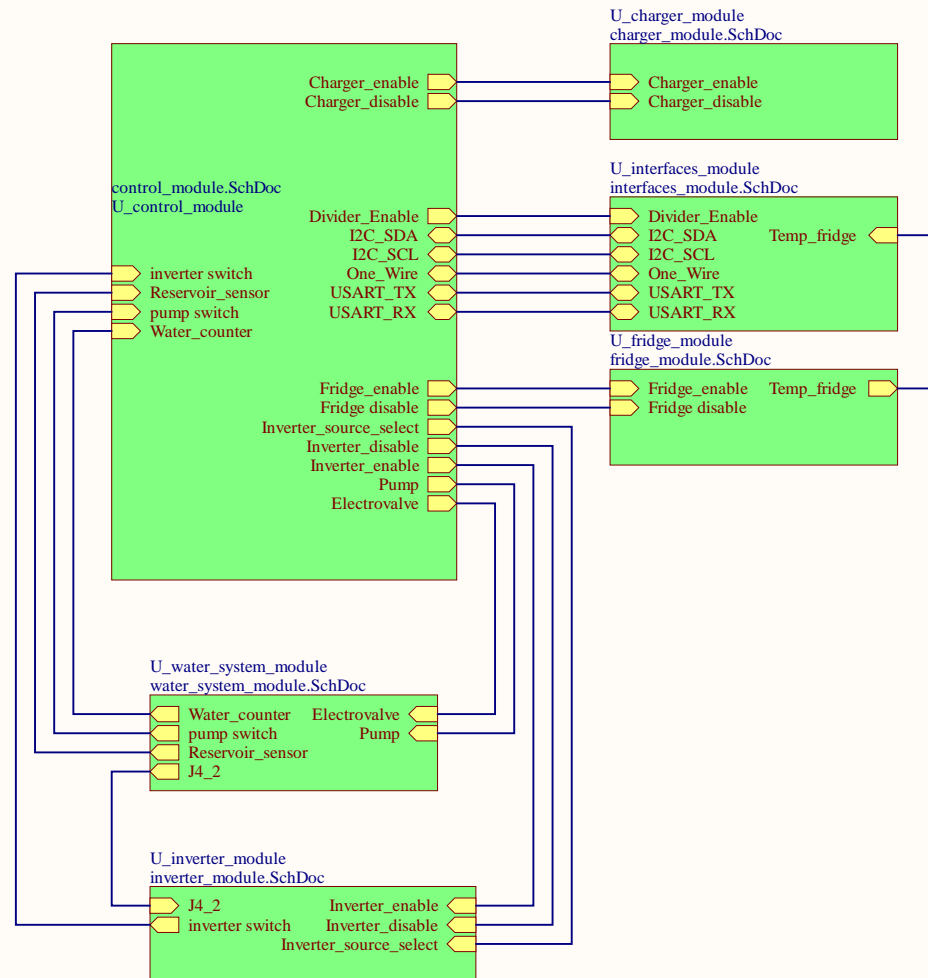 U_charger_module
charger_module.SchDoc
Charger_enable
Charger_disable
Charger_enable
Charger_disable
control_module.SchDoc
U_control_module
U_interfaces_module
interfaces_module.SchDoc
Divider_Enable
I2C_SDA
I2C_SCL
One_Wire
USART_TX
USART_RX
Divider_Enable
I2C_SDA
I2C_SCL
One_Wire
USART_TX
USART_RX
Temp_fridge
inverter switch
Reservoir_sensor
pump switch
Water_counter
U_fridge_module
fridge_module.SchDoc
Fridge_enable
Fridge disable
Inverter_source_select
Inverter_disable
Inverter_enable
Pump
Electrovalve
Fridge_enable
Fridge disable
Temp_fridge
U_water_system_module
water_system_module.SchDoc
Water_counter
pump switch
Reservoir_sensor
J4_2
Electrovalve
Pump
U_inverter_module
inverter_module.SchDoc
J4_2
inverter switch
Inverter_enable
Inverter_disable
Inverter_source_select